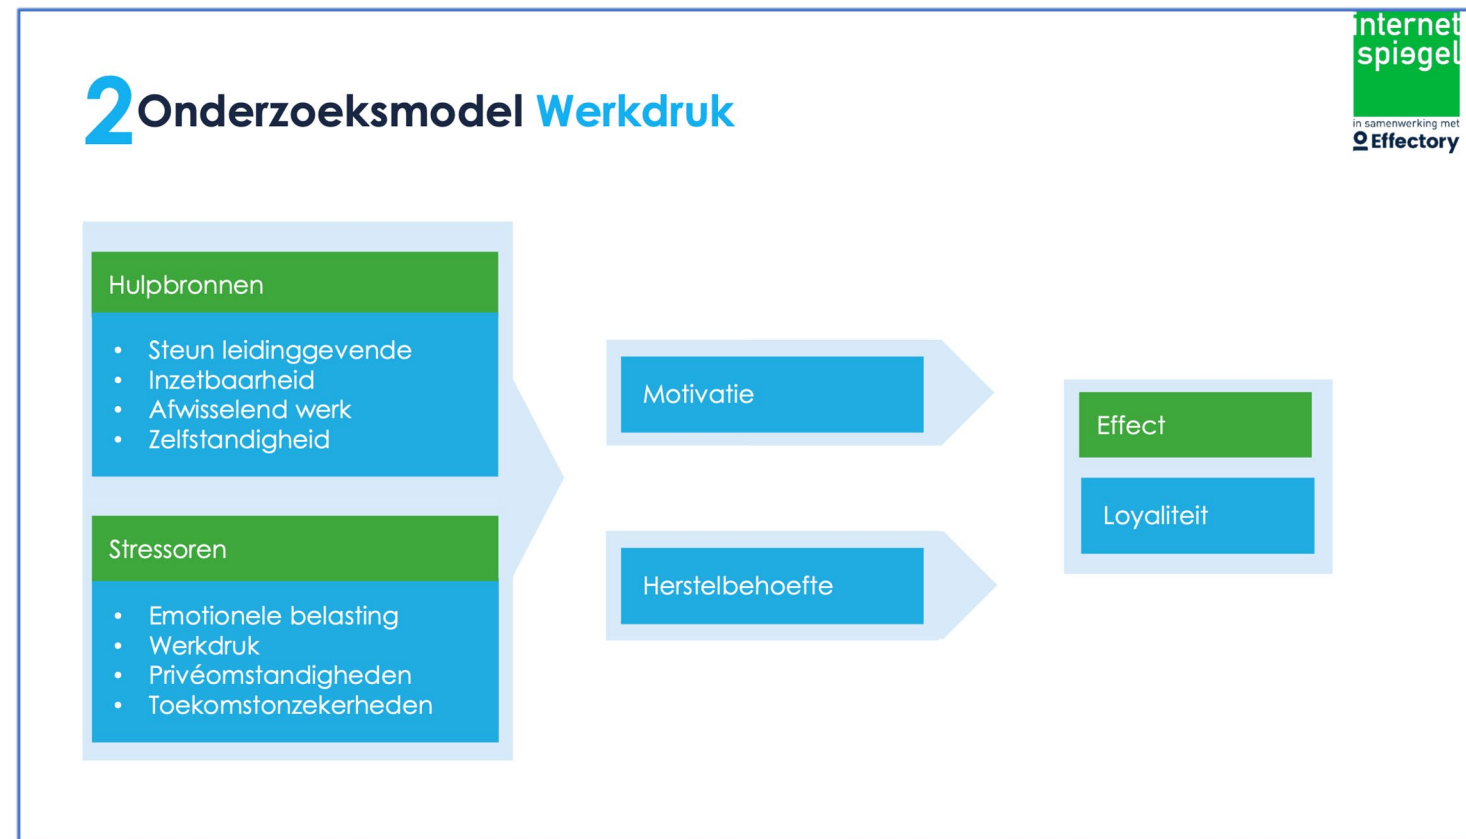 2 Onderzoeksmodel Werkdruk
internet
spiegel
in samenwerking met
Effectory
Hulpbronnen
• Steun leidinggevende
• Inzetbaarheid
• Afwisselend werk
• Zelfstandigheid
Stressoren
• Emotionele belasting
• Werkdruk
• Privéomstandigheden
• Toekomstonzekerheden
Motivatie
Herstelbehoefte
Effect
Loyaliteit